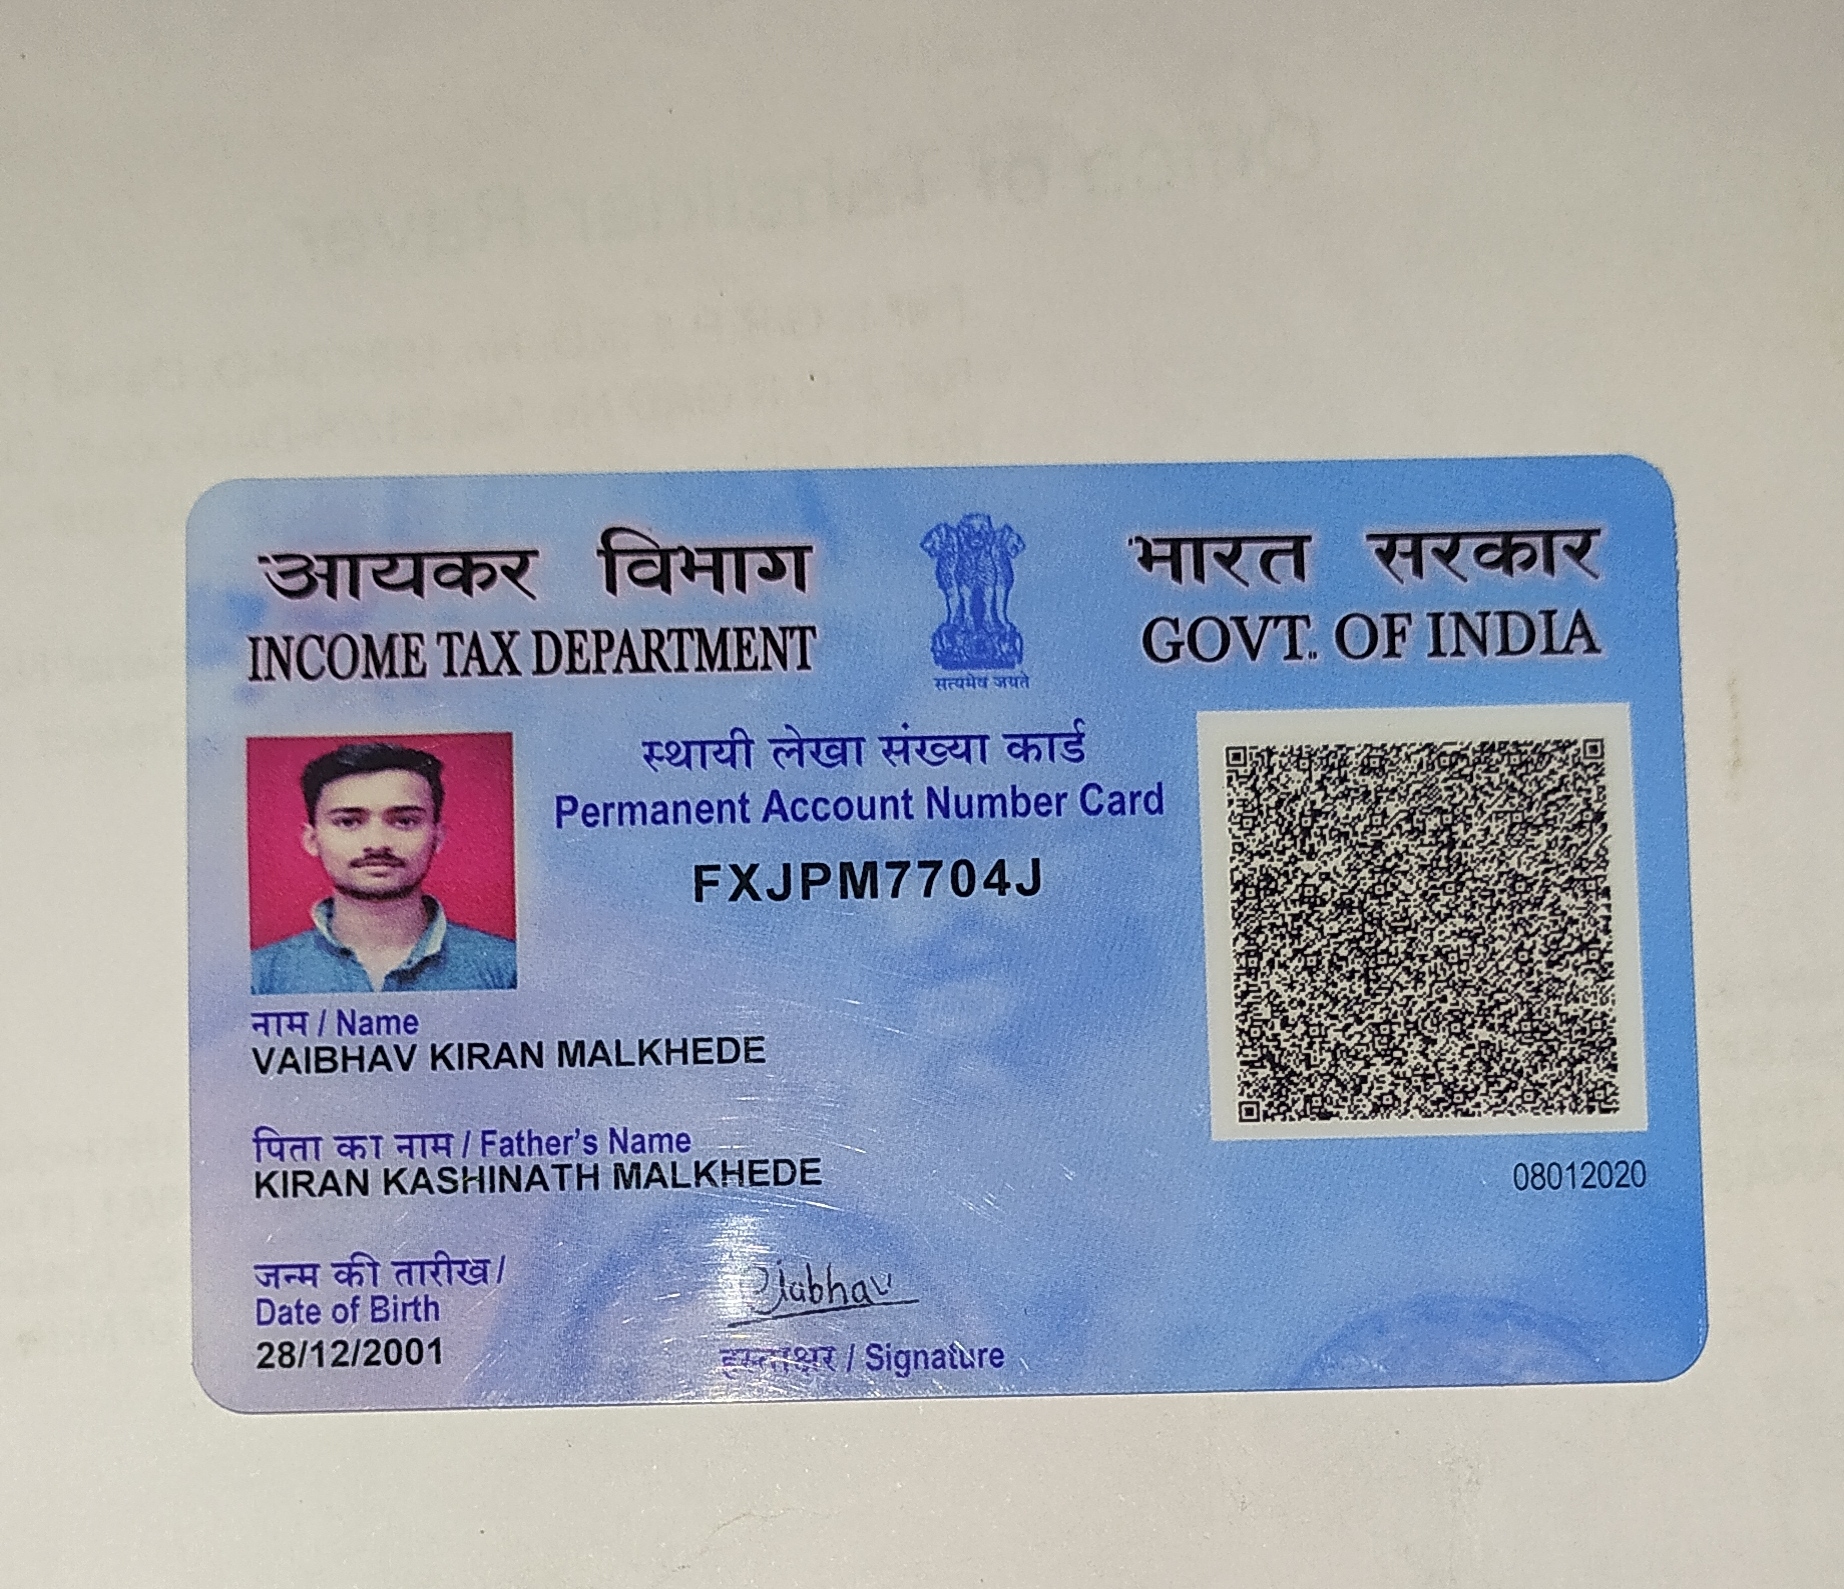 आयकर विभाग
INCOME TAX DEPARTMENT
सत्यमेव जयते
भारत सरकार
GOVT. OF INDIA
स्थायी लेखा संख्या कार्ड
Permanent Account Number Card
FXJPM7704J
नाम / Name
VAIBHAV KIRAN MALKHEDE
पिता का नाम / Father's Name
KIRAN KASHINATH MALKHEDE
08012020
जन्म की तारीख /
Date of Birth
28/12/2001
हस्ताक्षर / Signature